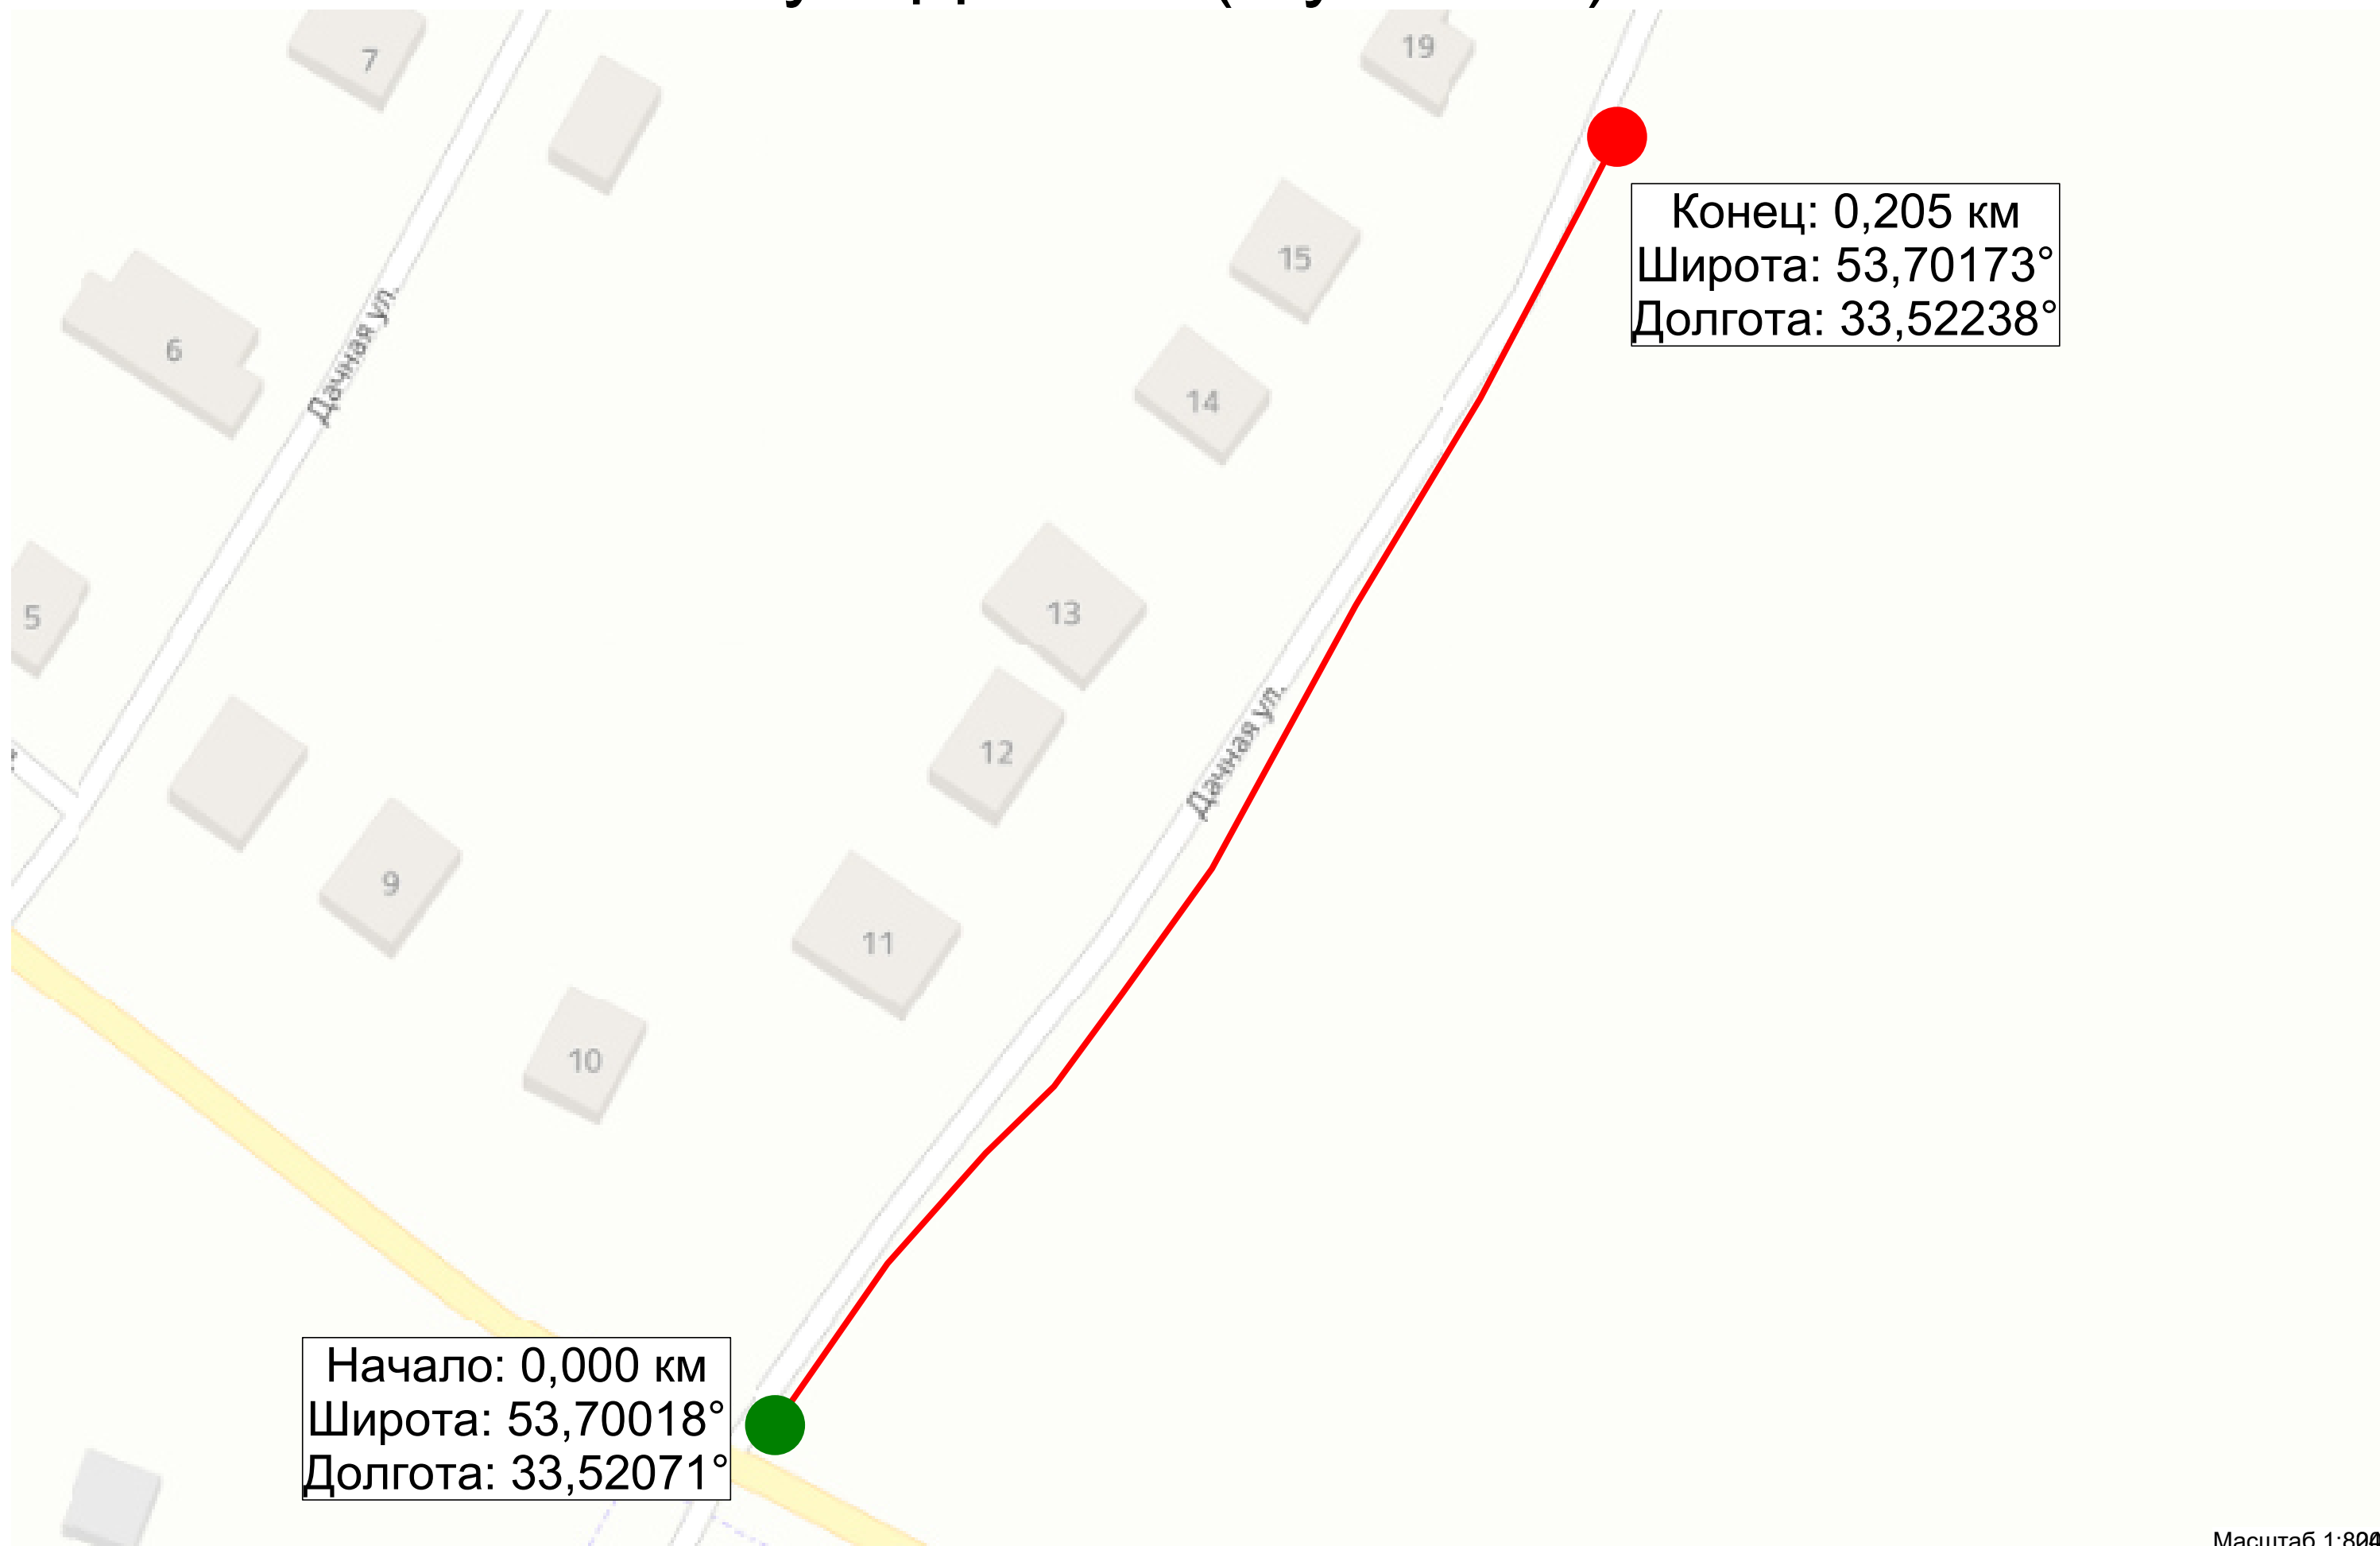 7
19
15
6
Дачная ул.
14
Конец: 0,205 км
Широта: 53,70173°
Долгота: 33,52238°
5
13
12
Дачная ул.
9
11
10
Начало: 0,000 км
Широта: 53,70018°
Долгота: 33,52071°
Масштаб